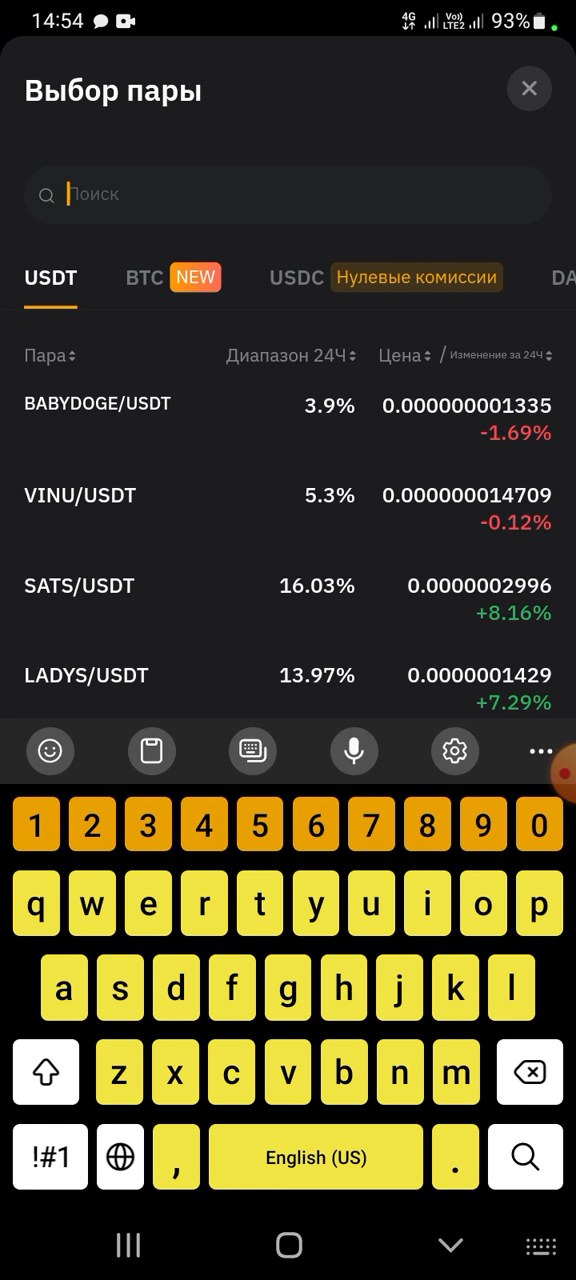 14:54 4G Vo)) LTE2 93%
Выбор пары
Поиск
USDT BTC NEW USDC Нулевые комиссии DA
Пара Диапазон 24Ч Цена / Изменение за 24Ч
BABYDOGE/USDT 3.9% 0.000000001335
-1.69%
VINU/USDT 5.3% 0.000000014709
-0.12%
SATS/USDT 16.03% 0.0000002996
+8.16%
LADYS/USDT 13.97% 0.0000001429
+7.29%
1 2 3 4 5 6 7 8 9 0
q w e r t y u i o p
a s d f g h j k l
z x c v b n m
!#1 , English (US) .